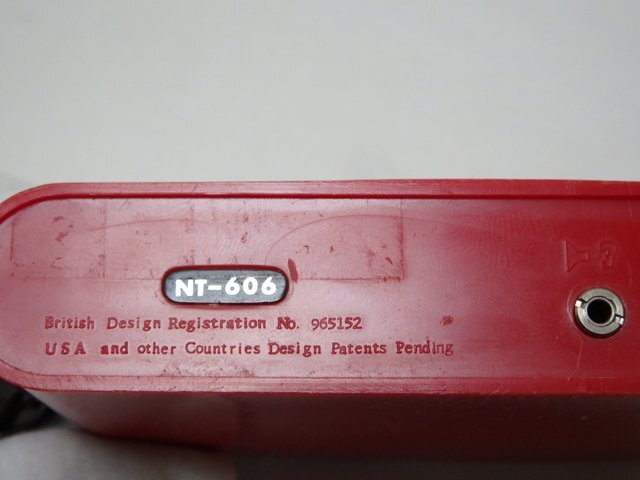 NT-606
British Design Registration No. 965152
USA and other Countries Design Patents Pending